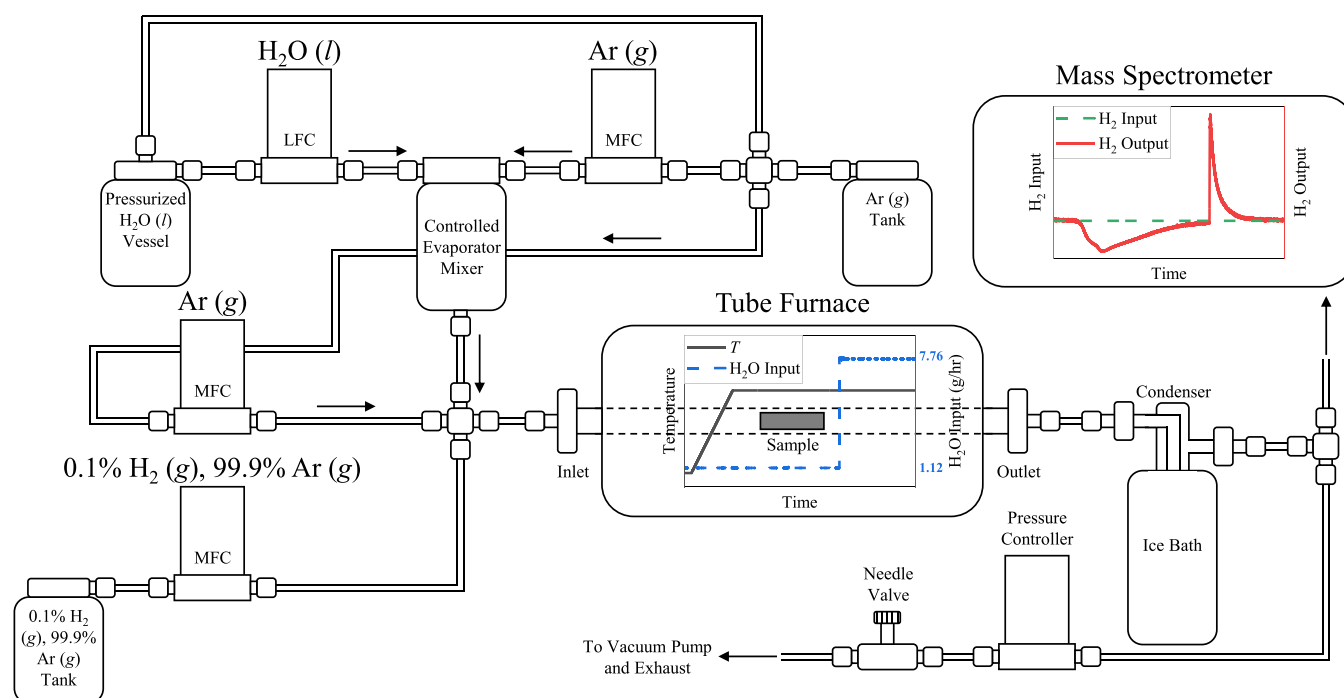 H₂O (l)
Ar (g)
LFC
MFC
Pressurized
H₂O (l)
Vessel
Controlled
Evaporator
Mixer
Ar (g)
Tank
Mass Spectrometer
H₂ Input
H₂ Output
H₂ Input
H₂ Output
Time
Ar (g)
MFC
Tube Furnace
T
H₂O Input
Temperature
Sample
7.76
1.12
H₂O Input (g/hr)
Time
Inlet
Outlet
Condenser
Ice Bath
0.1% H₂ (g), 99.9% Ar (g)
MFC
0.1% H₂
(g), 99.9%
Ar (g)
Tank
Pressure
Controller
Needle
Valve
To Vacuum Pump
and Exhaust